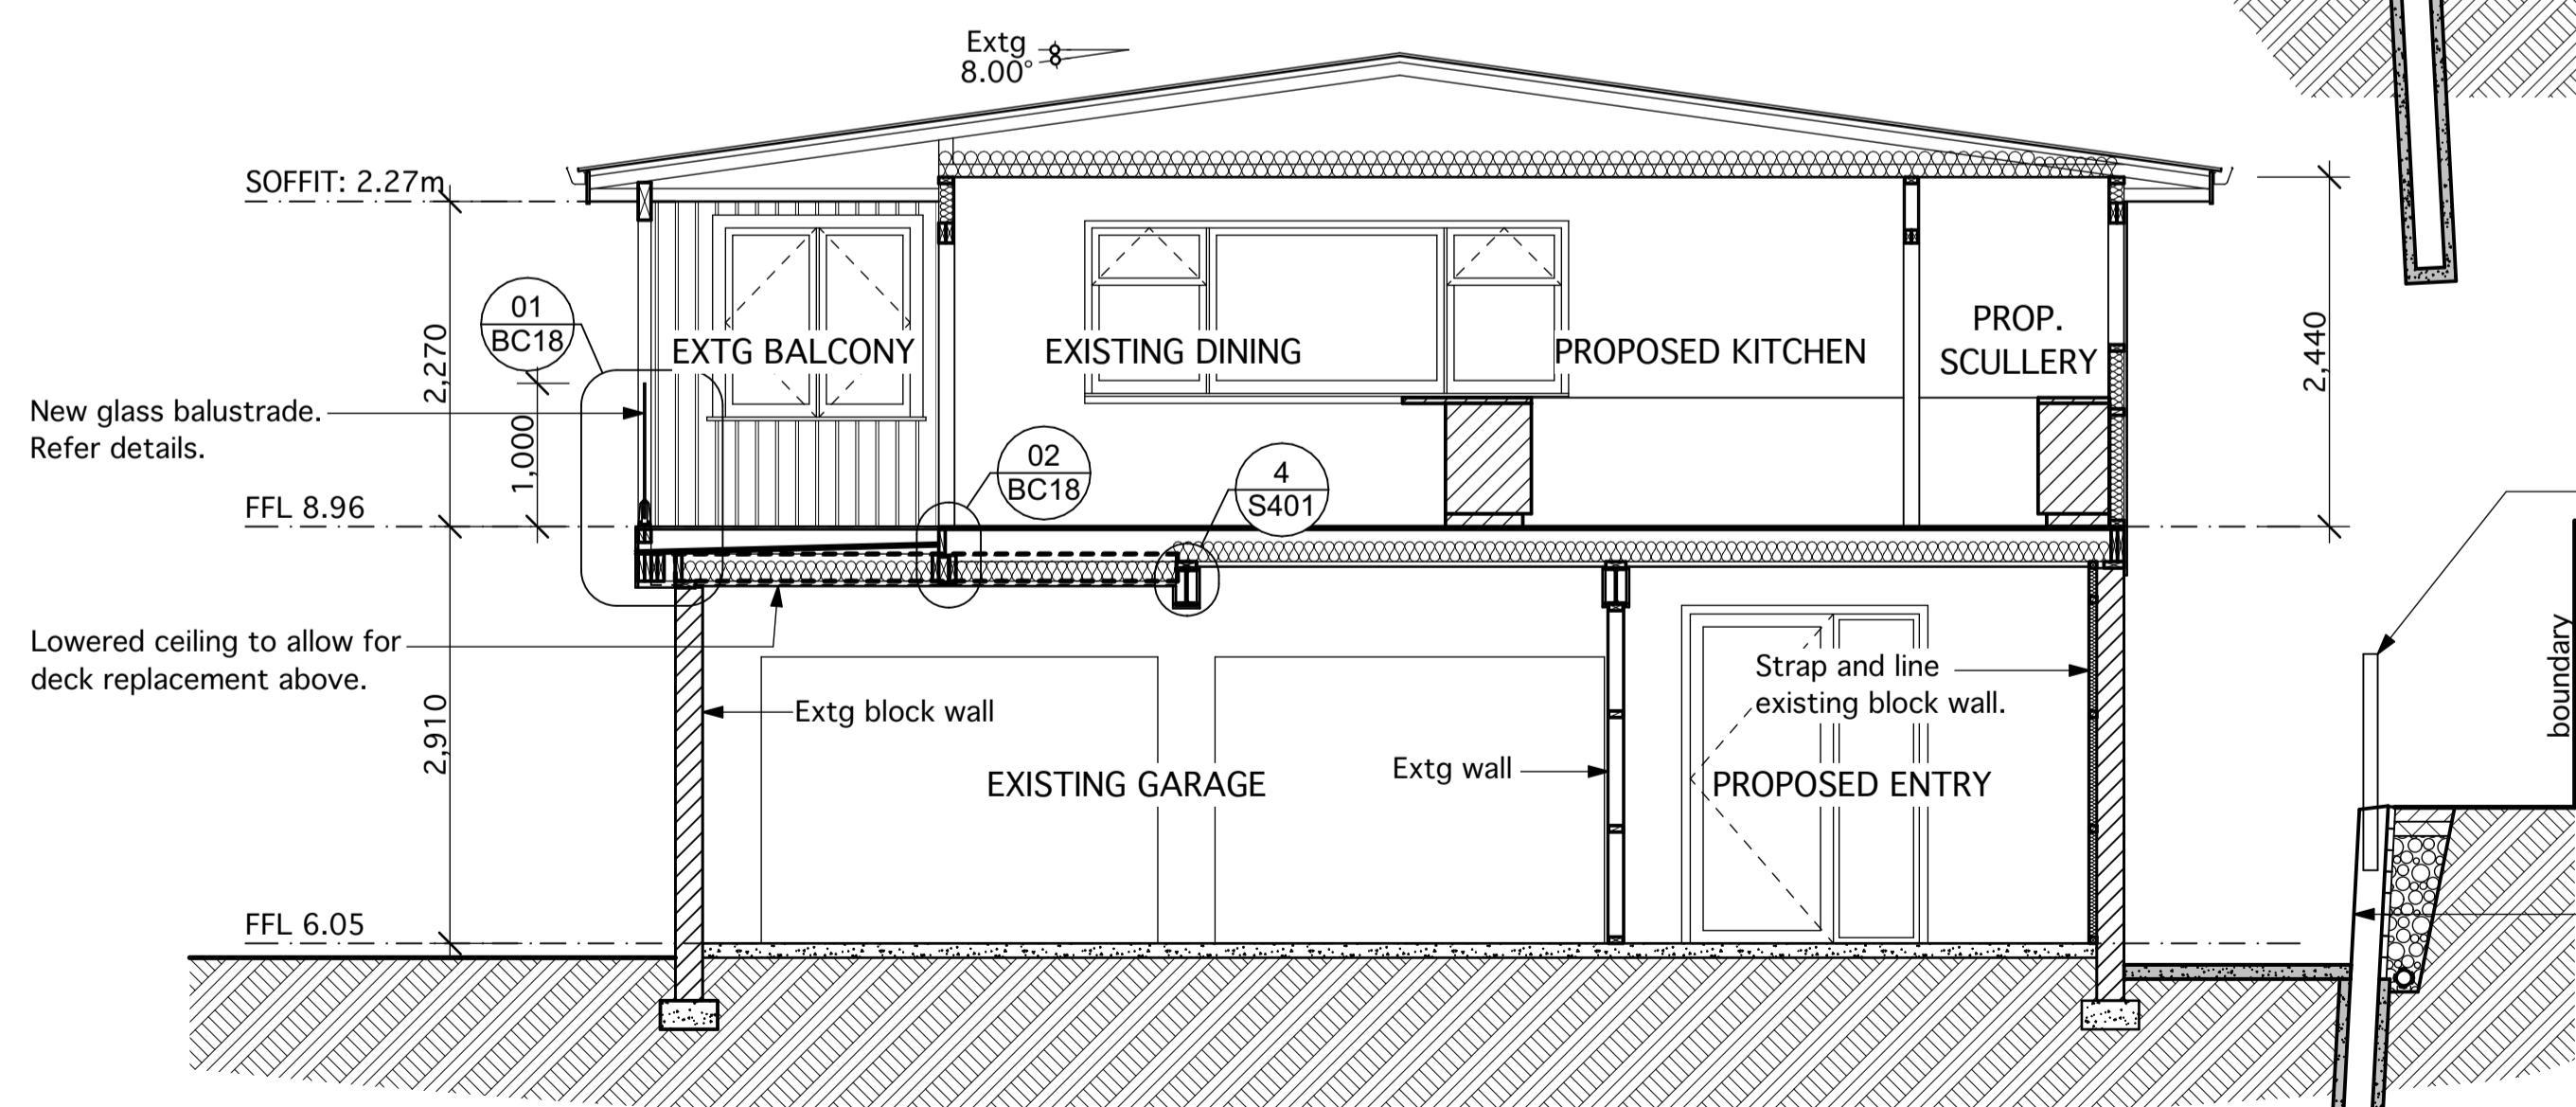 Extg
8.00°
SOFFIT: 2.27m
2,270
2,440
01
BC18
EXTG BALCONY
EXISTING DINING
PROPOSED KITCHEN
PROP.
SCULLERY
New glass balustrade.
Refer details.
1,000
02
BC18
4
S401
FFL 8.96
Lowered ceiling to allow for
deck replacement above.
2,910
Extg block wall
EXISTING GARAGE
Extg wall
Strap and line
existing block wall.
PROPOSED ENTRY
boundary
FFL 6.05